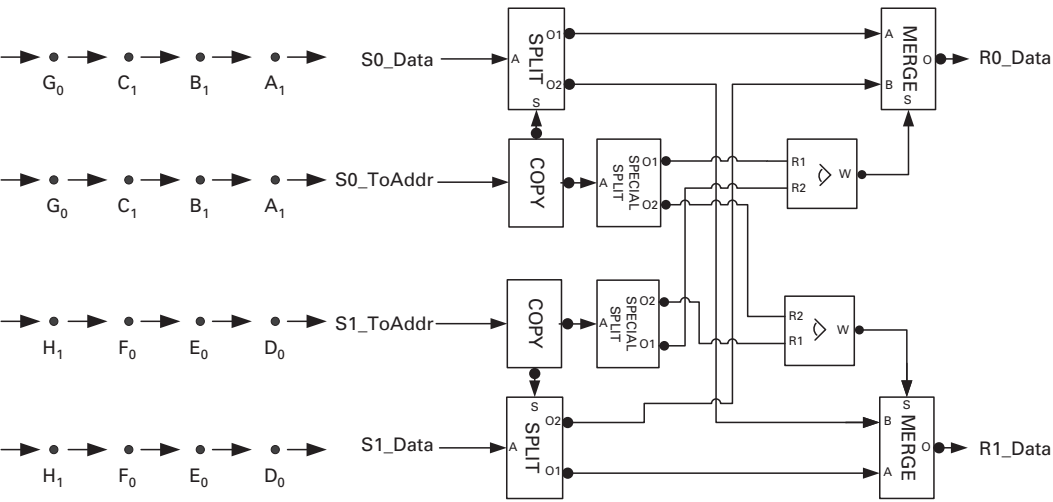 G0 C1 B1 A1
S0_Data
A SPLIT O1 O2 S
A B MERGE O S
R0_Data
G0 C1 B1 A1
S0_ToAddr
COPY
A SPECIAL SPLIT O1 O2
R1 R2 W
H1 F0 E0 D0
S1_ToAddr
COPY
A SPECIAL SPLIT O2 O1
R2 R1 W
H1 F0 E0 D0
S1_Data
S A SPLIT O2 O1
S B A MERGE O
R1_Data